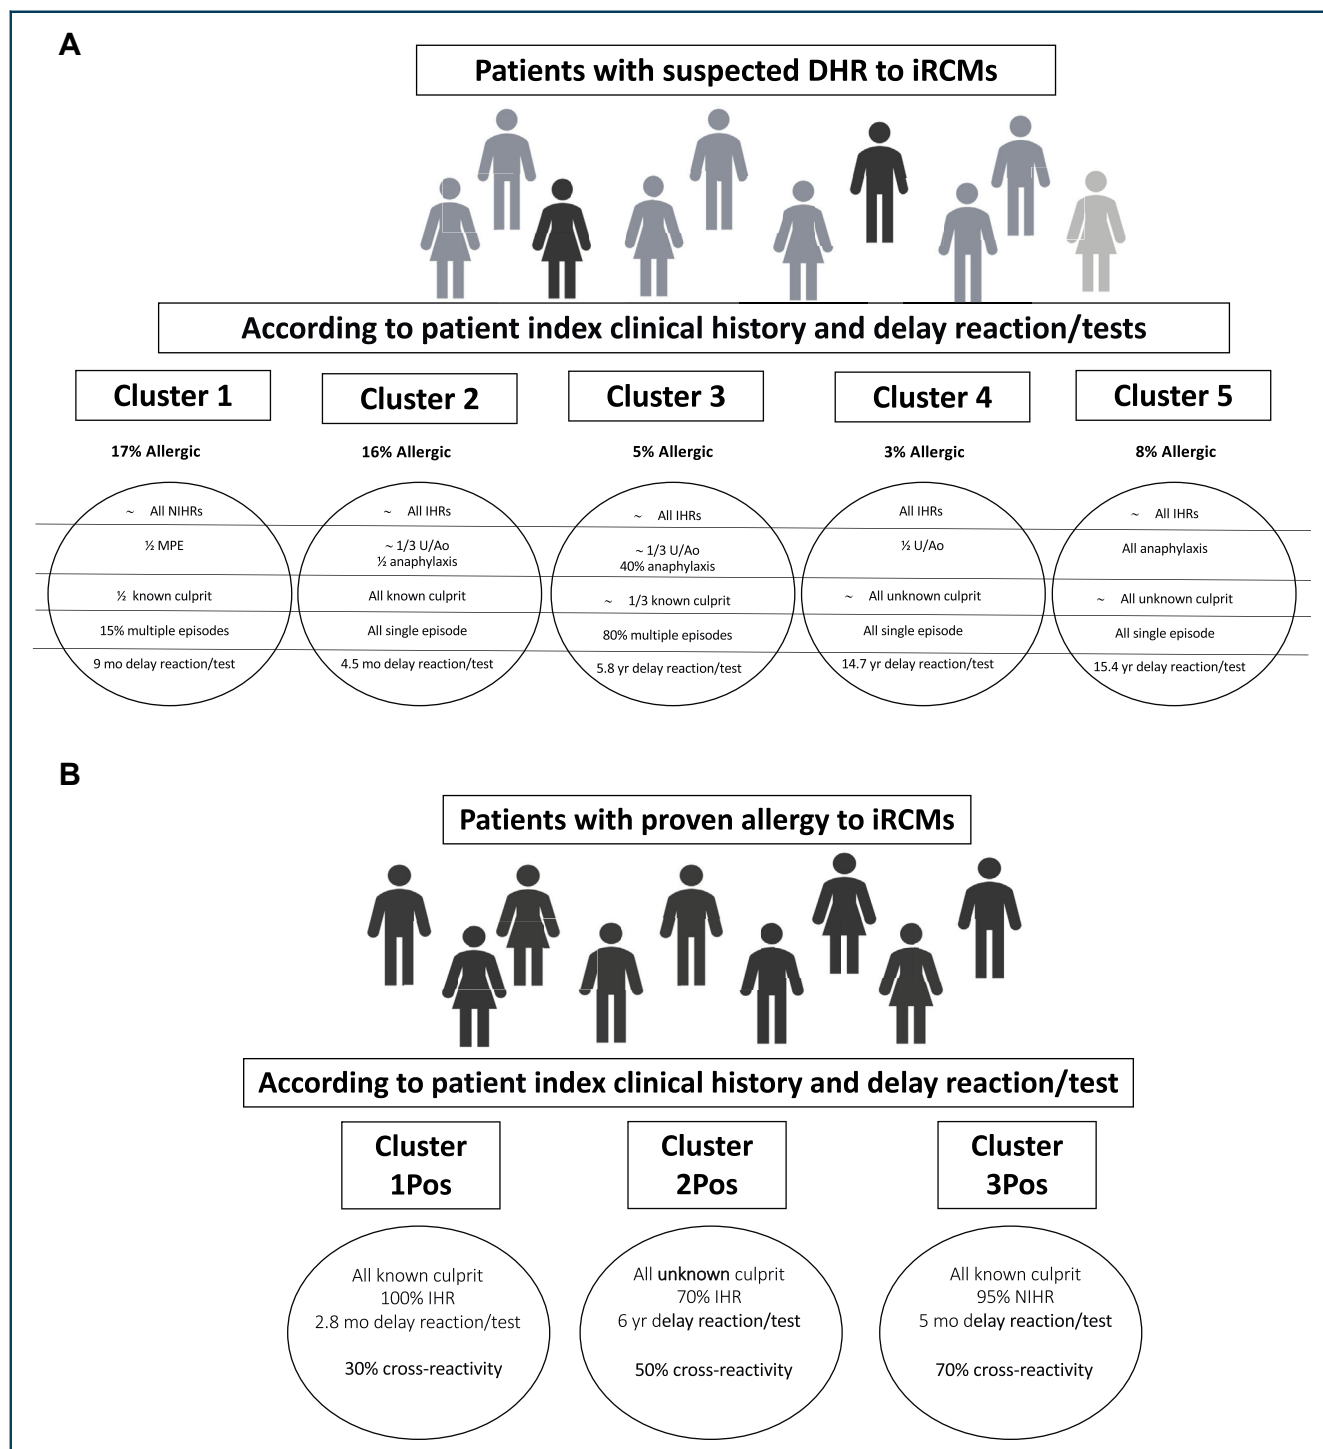 A
Patients with suspected DHR to iRCMs
According to patient index clinical history and delay reaction/tests
Cluster 1
Cluster 2
Cluster 3
Cluster 4
Cluster 5
17% Allergic
16% Allergic
5% Allergic
3% Allergic
8% Allergic
~ All NIHRs
~ All IHRs
~ All IHRs
All IHRs
~ All IHRs
½ MPE
~ 1/3 U/Ao
½ anaphylaxis
~ 1/3 U/Ao
40% anaphylaxis
½ U/Ao
All anaphylaxis
½ known culprit
All known culprit
~ 1/3 known culprit
~ All unknown culprit
~ All unknown culprit
15% multiple episodes
All single episode
80% multiple episodes
All single episode
All single episode
9 mo delay reaction/test
4.5 mo delay reaction/test
5.8 yr delay reaction/test
14.7 yr delay reaction/test
15.4 yr delay reaction/test
B
Patients with proven allergy to iRCMs
According to patient index clinical history and delay reaction/test
Cluster
1Pos
Cluster
2Pos
Cluster
3Pos
All known culprit
100% IHR
2.8 mo delay reaction/test
30% cross-reactivity
All unknown culprit
70% IHR
6 yr delay reaction/test
50% cross-reactivity
All known culprit
95% NIHR
5 mo delay reaction/test
70% cross-reactivity